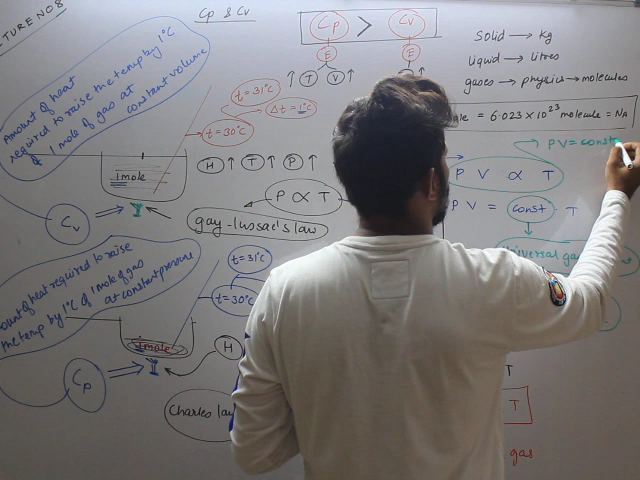 LECTURE NO 8
Cp & Cv
Cp > Cv
E E
↑ T V ↑
Solid → kg
liquid → litres
gases → physics → molecules
= 6.023 × 10²³ molecule = NA
Amount of heat
required to raise the temp by 1°C
of 1 mole of gas at
constant volume
t = 31°C
Δt = 1°C
t = 30°C
1 mole
H ↑ T ↑ P ↑
P ∝ T
gay-lussac's law
Cv
PV = const
P V ∝ T
P V = const T
Universal gas
amount of heat required to raise
the temp by 1°C of 1 mole of gas
at constant pressure
t = 31°C
t = 30°C
1 mole
H
Cp
Charles law
T
T
gas